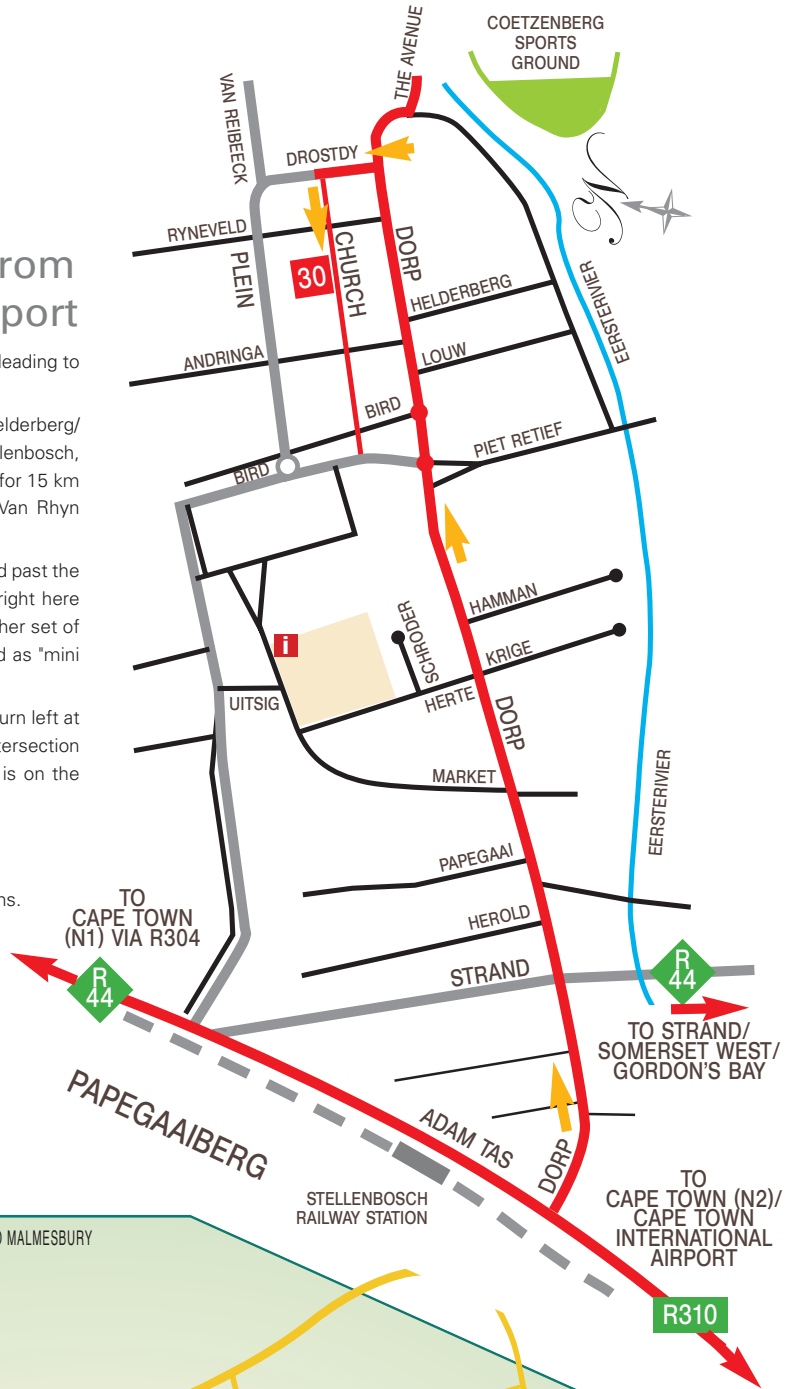 COETZENBERG
SPORTS
GROUND
THE AVENUE
VAN REIBEECK
DROSTDY
N
RYNEVELD
PLEIN
CHURCH
DORP
30
HELDERBERG
EERSTERIVIER
ANDRINGA
LOUW
BIRD
BIRD
PIET RETIEF
rom
port
leading to
elderberg/
llenbosch,
for 15 km
Van Rhyn
d past the
right here
her set of
d as "mini
urn left at
tersection
is on the
ns.
HAMMAN
SCHRODER
KRIGE
i
UITSIG
HERTE
DORP
MARKET
EERSTERIVIER
PAPEGAAI
HEROLD
STRAND
TO
CAPE TOWN
(N1) VIA R304
R
44
R
44
TO STRAND/
SOMERSET WEST/
GORDON'S BAY
PAPEGAAIBERG
ADAM TAS
DORP
STELLENBOSCH
RAILWAY STATION
TO
CAPE TOWN (N2)/
CAPE TOWN
INTERNATIONAL
AIRPORT
R310
O MALMESBURY